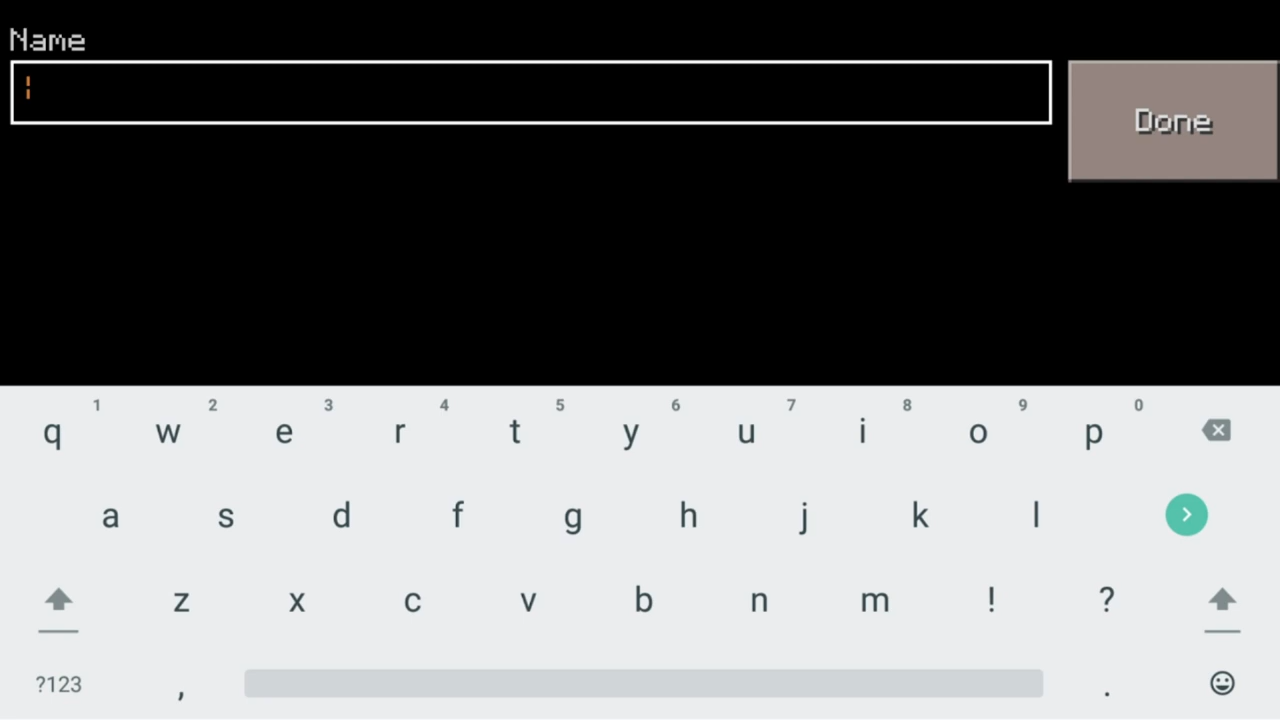 Name
Done
1 2 3 4 5 6 7 8 9 0
q w e r t y u i o p
a s d f g h j k l
z x c v b n m ! ?
?123 , .